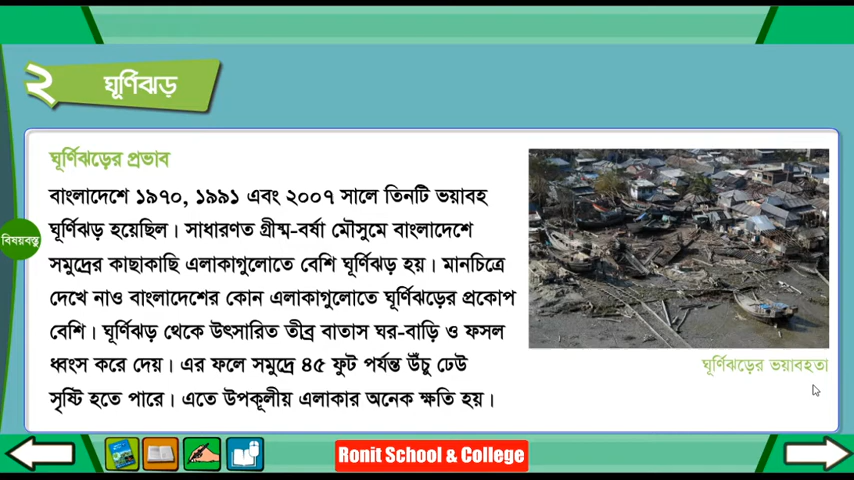 ২ ঘূর্ণিঝড়
ঘূর্ণিঝড়ের প্রভাব
বাংলাদেশে ১৯৭০, ১৯৯১ এবং ২০০৭ সালে তিনটি ভয়াবহ
ঘূর্ণিঝড় হয়েছিল। সাধারণত গ্রীষ্ম-বর্ষা মৌসুমে বাংলাদেশে
সমুদ্রের কাছাকাছি এলাকাগুলোতে বেশি ঘূর্ণিঝড় হয়। মানচিত্রে
দেখে নাও বাংলাদেশের কোন এলাকাগুলোতে ঘূর্ণিঝড়ের প্রকোপ
বেশি। ঘূর্ণিঝড় থেকে উৎসারিত তীব্র বাতাস ঘর-বাড়ি ও ফসল
ধ্বংস করে দেয়। এর ফলে সমুদ্রে ৪৫ ফুট পর্যন্ত উঁচু ঢেউ
সৃষ্টি হতে পারে। এতে উপকূলীয় এলাকার অনেক ক্ষতি হয়।
বিষয়বস্তু
ঘূর্ণিঝড়ের ভয়াবহতা
Ronit School & College